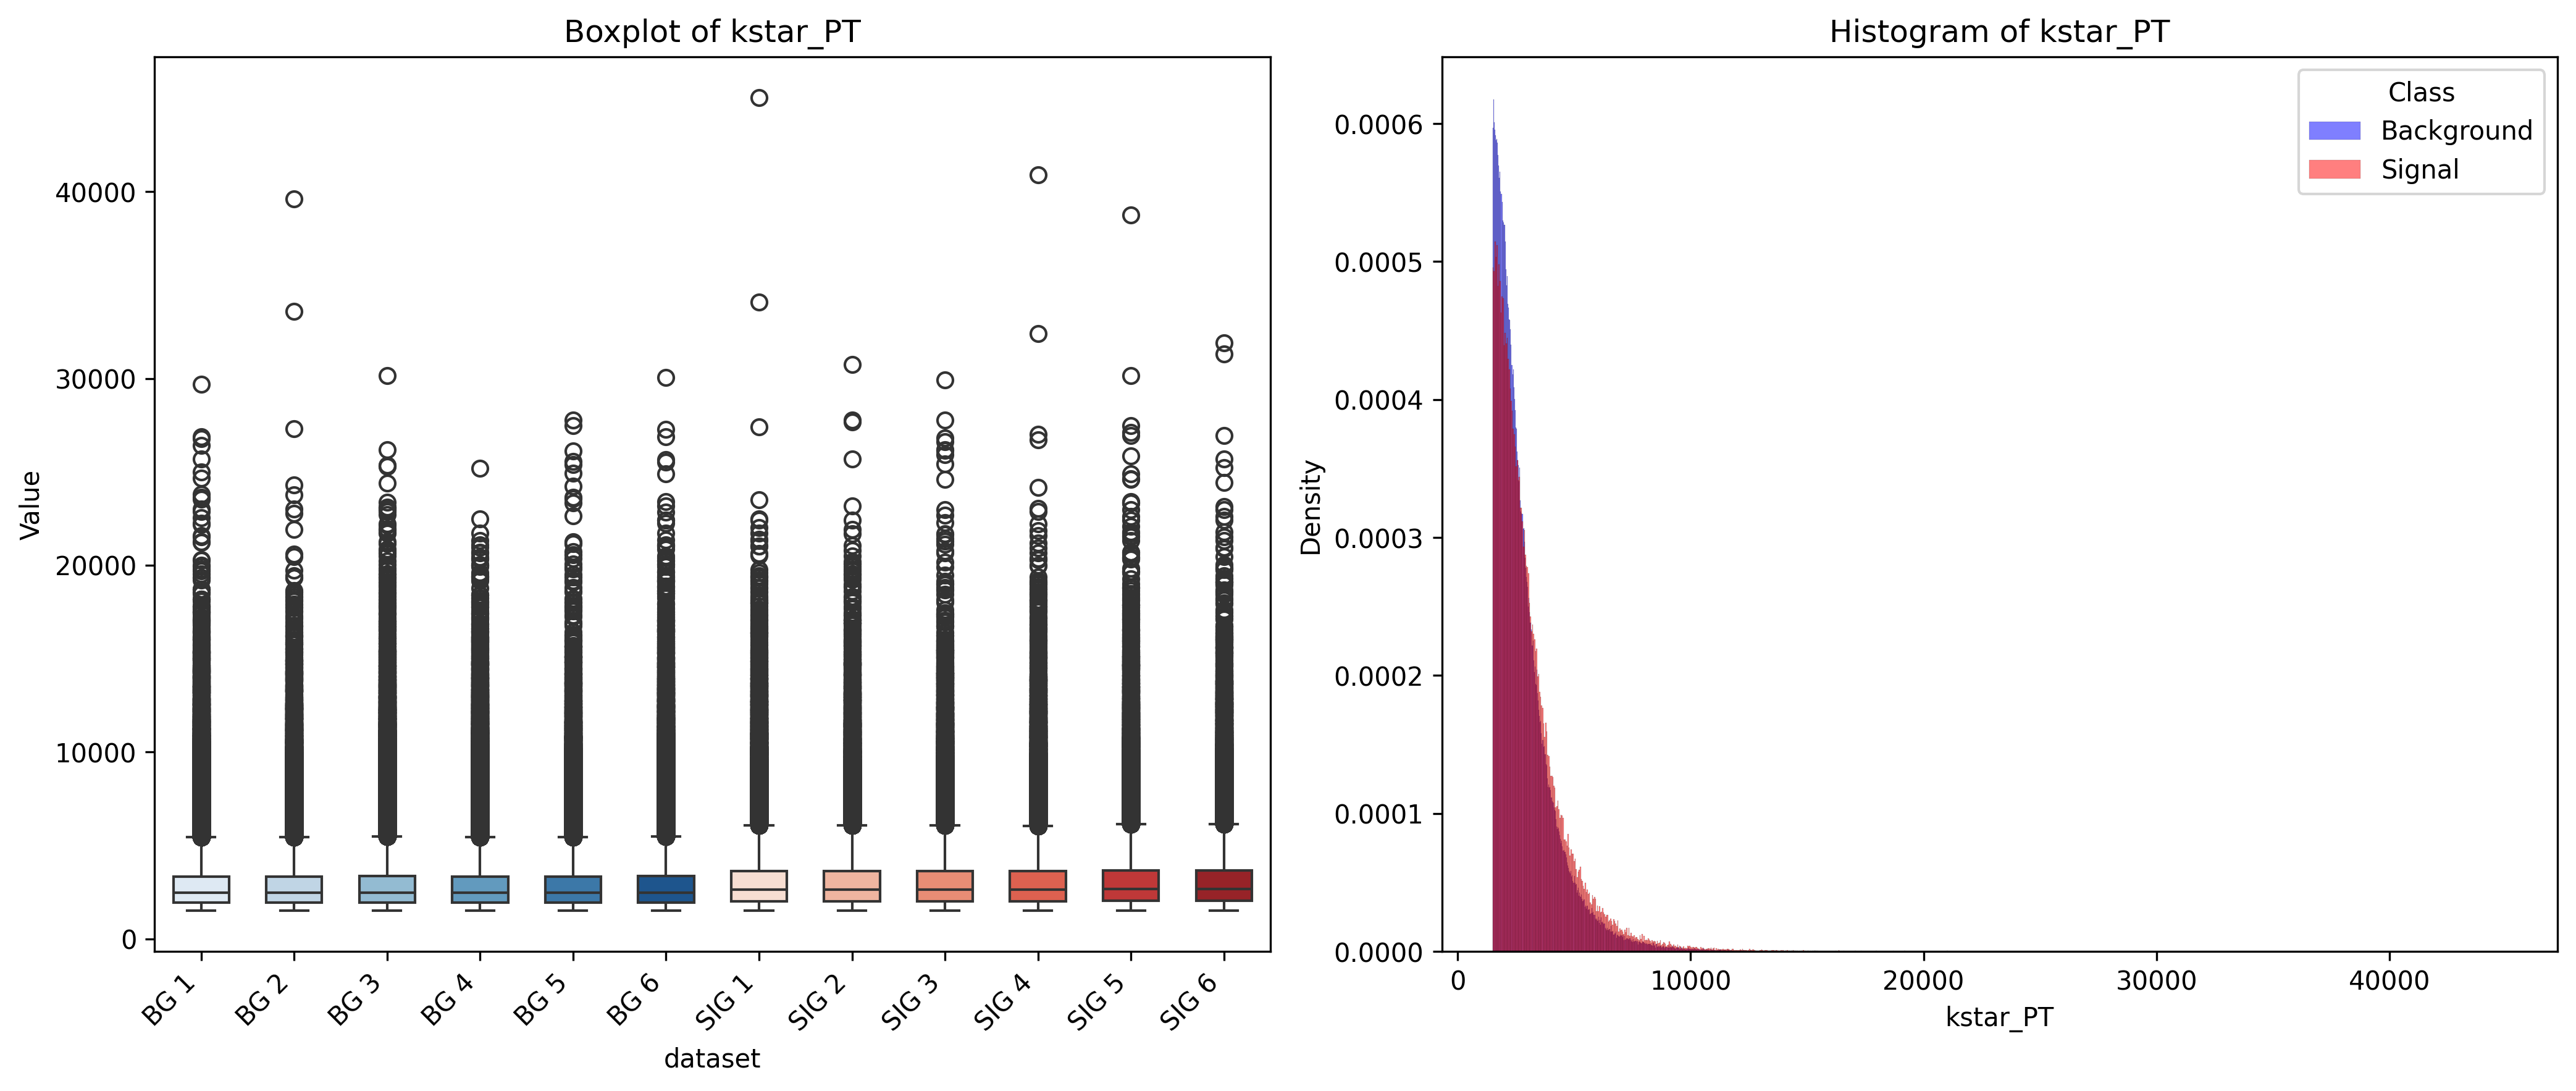 Boxplot of kstar_PT
Value
40000
30000
20000
10000
0
BG 1
BG 2
BG 3
BG 4
BG 5
BG 6
SIG 1
SIG 2
SIG 3
SIG 4
SIG 5
SIG 6
dataset
Histogram of kstar_PT
Class
Background
Signal
Density
0.0006
0.0005
0.0004
0.0003
0.0002
0.0001
0.0000
0
10000
20000
30000
40000
kstar_PT